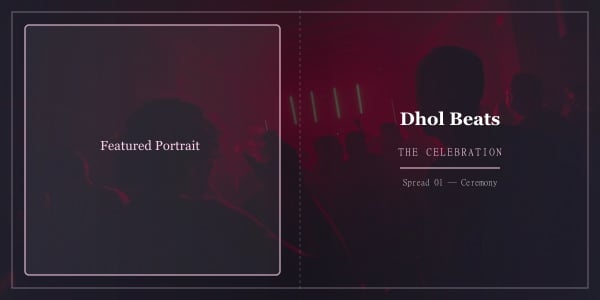 Featured Portrait
Dhol Beats
THE CELEBRATION
Spread 01 — Ceremony